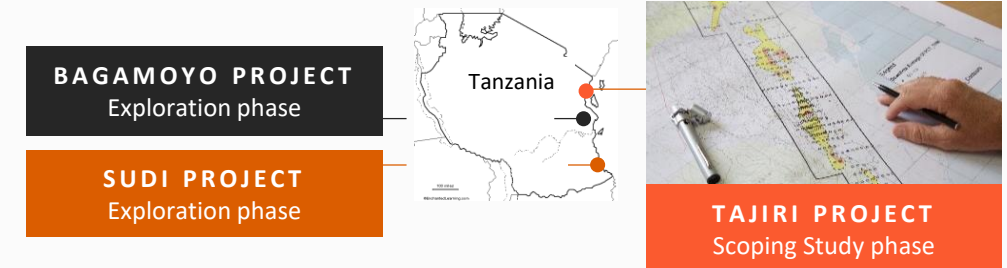 BAGAMOYO PROJECT
Exploration phase
SUDI PROJECT
Exploration phase
Tanzania
TAJIRI PROJECT
Scoping Study phase